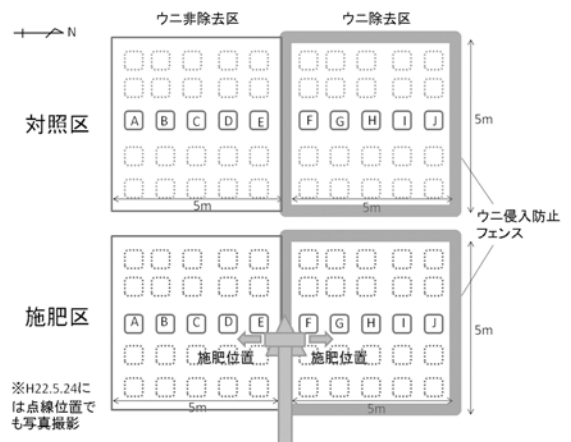 ウニ非除去区 ウニ除去区
N
対照区
A B C D E F G H I J
5m
5m 5m
ウニ侵入防止
フェンス
施肥区
A B C D E F G H I J
5m
施肥位置 施肥位置
※H22.5.24に
は点線位置で
も写真撮影
5m 5m